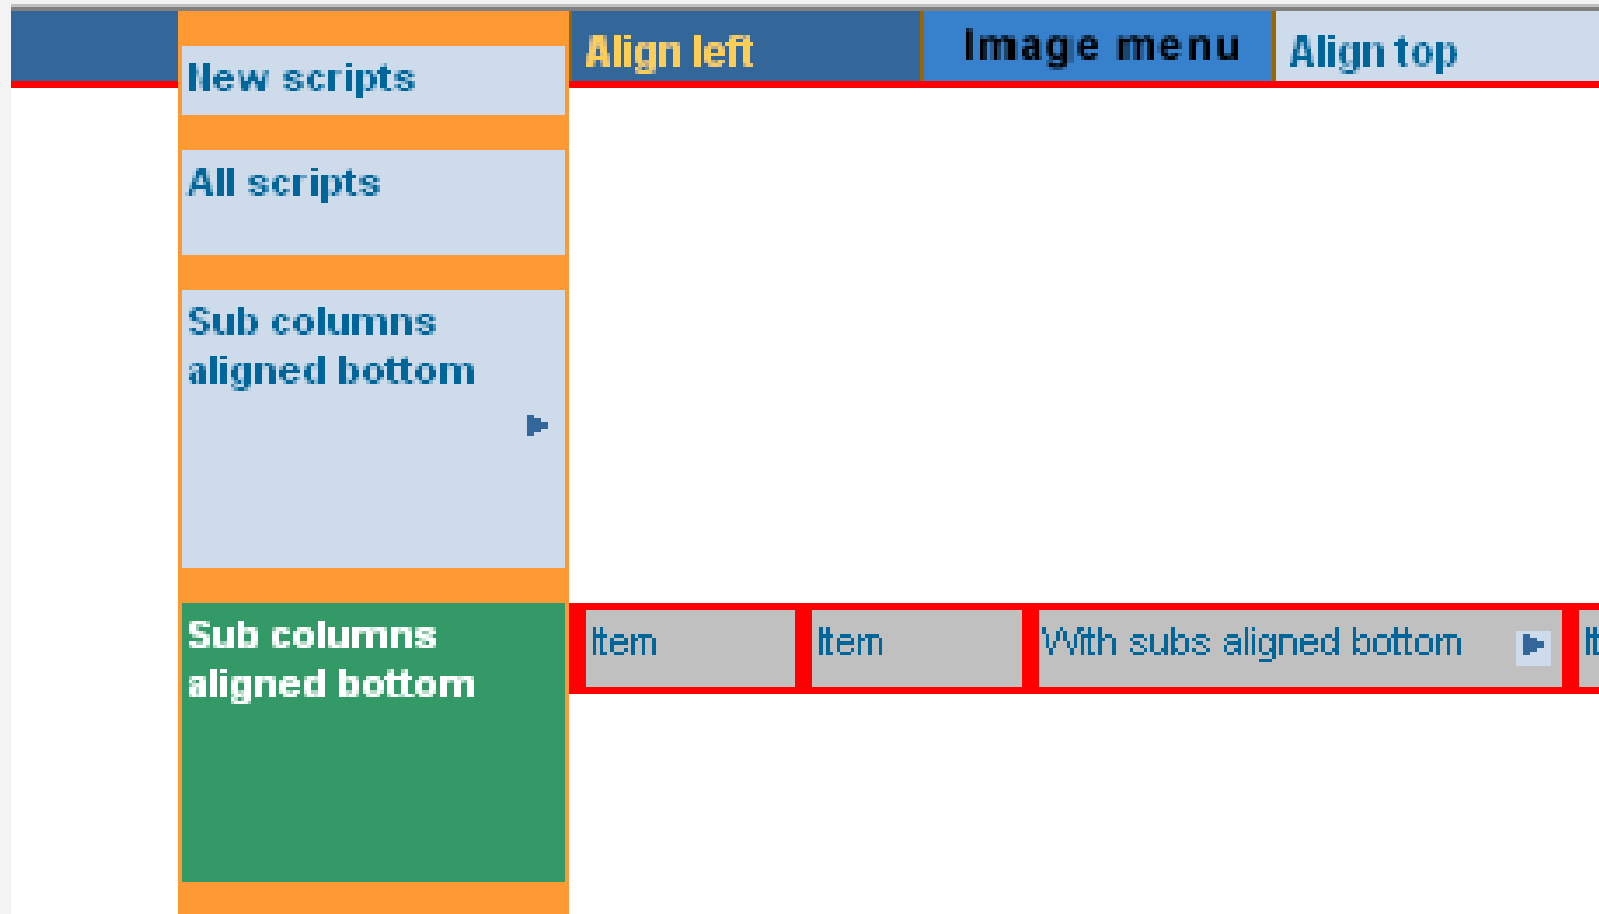 Align left
Image menu
Align top
New scripts
All scripts
Sub columns
aligned bottom
Sub columns
aligned bottom
Item
Item
With subs aligned bottom